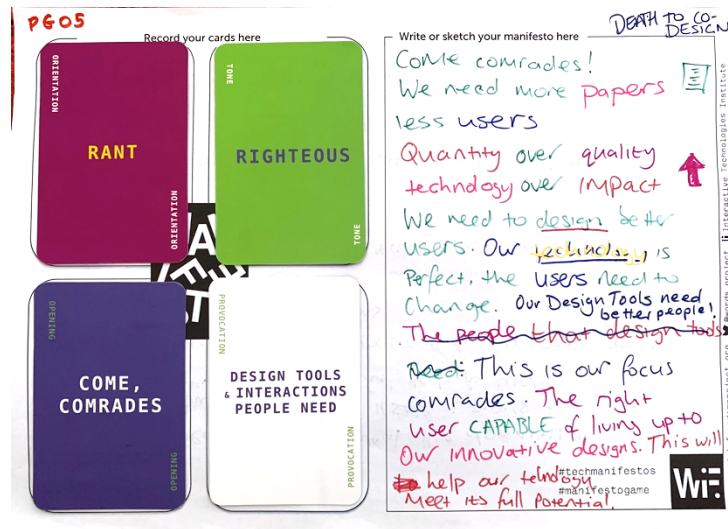 PG05
DEATH TO CO-
DESIGN
Record your cards here
Write or sketch your manifesto here
ORIENTATION
RANT
ORIENTATION
TONE
RIGHTEOUS
TONE
OPENING
COME,
COMRADES
OPENING
PROVOCATION
DESIGN TOOLS
& INTERACTIONS
PEOPLE NEED
PROVOCATION
Come comrades!
We need more papers
less users
Quantity over quality
technology over IMPact
We need to design better
users. Our technology is
Perfect, the users need to
Change. Our Design Tools need
better people!
The people that design tools
Need: This is our focus
comrades. The right
user CAPABLE of living up to
Our innovative designs. This will
help our tehnology
Meet its full Potential.
#techmanifestos
#manifestogame
WiF
Interactive Technologies Institute
project